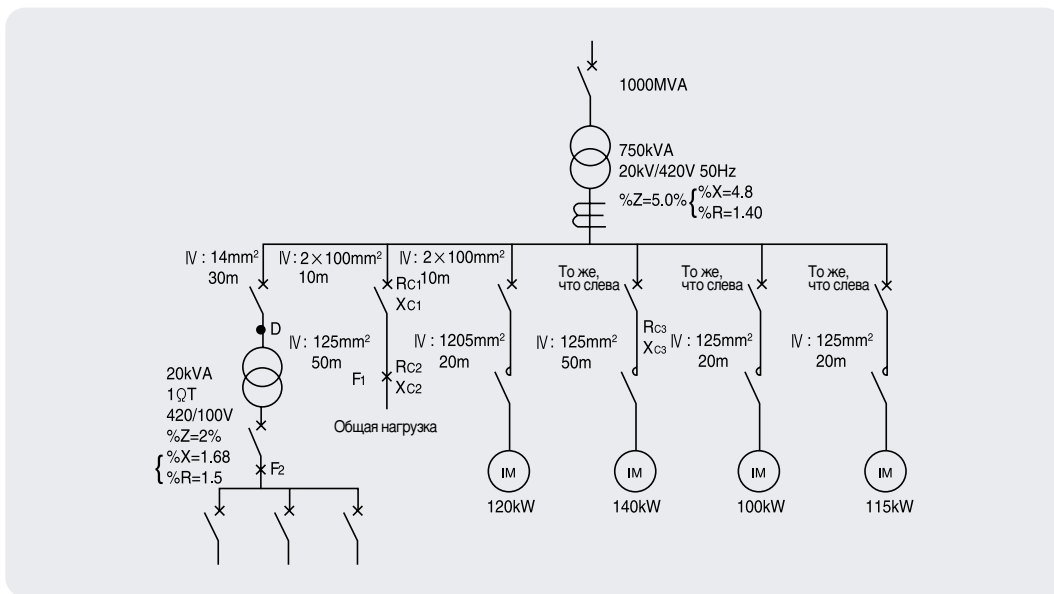 1000MVA
750kVA
20kV/420V 50Hz
%Z=5.0% { %X=4.8
%R=1.40
Ⅳ : 14mm²
30m
Ⅳ : 2×100mm²
10m
Ⅳ : 2×100mm²
10m
RC1
XC1
То же,
что слева
То же,
что слева
То же,
что слева
D
Ⅳ : 125mm²
50m
F1
RC2
XC2
Общая нагрузка
Ⅳ : 1205mm²
20m
Ⅳ : 125mm²
50m
RC3
XC3
Ⅳ : 125mm²
20m
Ⅳ : 125mm²
20m
20kVA
1ΩT
420/100V
%Z=2%
{ %X=1.68
%R=1.5
F2
IM
120kW
IM
140kW
IM
100kW
IM
115kW